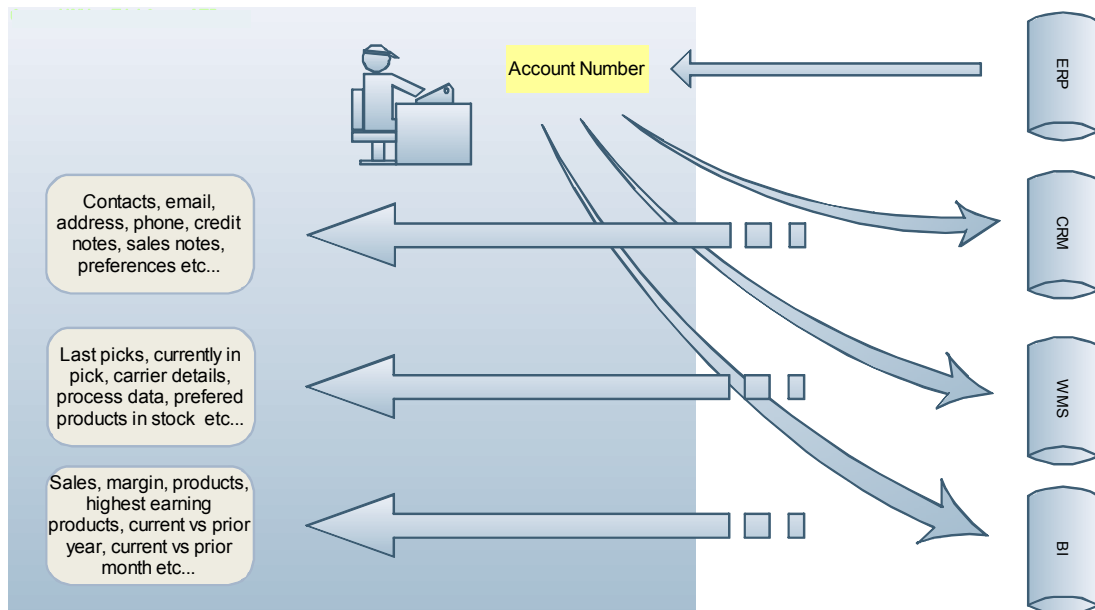 Account Number
ERP
Contacts, email,
address, phone, credit
notes, sales notes,
preferences etc...
CRM
Last picks, currently in
pick, carrier details,
process data, prefered
products in stock  etc...
WMS
Sales, margin, products,
highest earning
products, current vs prior
year, current vs prior
month etc...
BI